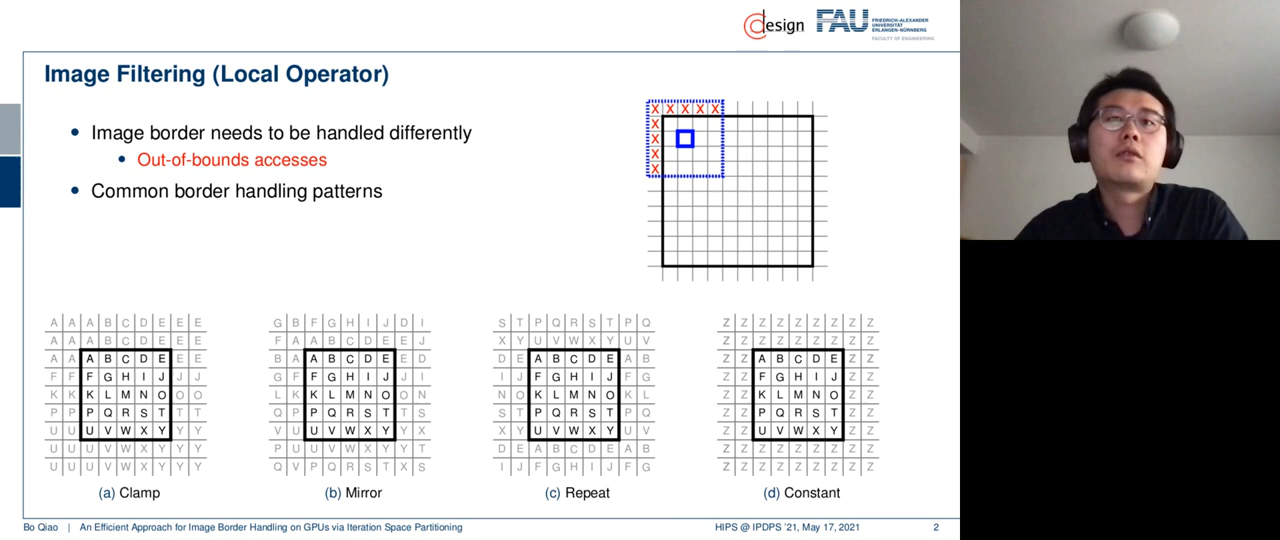 design
FAU
FRIEDRICH-ALEXANDER
UNIVERSITÄT
ERLANGEN-NÜRNBERG
FACULTY OF ENGINEERING
Image Filtering (Local Operator)
• Image border needs to be handled differently
• Out-of-bounds accesses
• Common border handling patterns
X X X X X
X
X
X
X
A A A B C D E E E
A A A B C D E E E
A A A B C D E E E
F F F G H I J J J
K K K L M N O O O
P P P Q R S T T T
U U U V W X Y Y Y
U U U V W X Y Y Y
U U U V W X Y Y Y
(a) Clamp
G B F G H I J D I
F A A B C D E E J
B A A B C D E E D
G F F G H I J J I
L K K L M N O O N
Q P P Q R S T T S
V U U V W X Y Y X
P U U V W X Y Y T
Q V P Q R S T X S
(b) Mirror
S T P Q R S T P Q
X Y U V W X Y U V
D E A B C D E A B
I J F G H I J F G
N O K L M N O K L
S T P Q R S T P Q
X Y U V W X Y U V
D E A B C D E A B
I J F G H I J F G
(c) Repeat
Z Z Z Z Z Z Z Z Z
Z Z Z Z Z Z Z Z Z
Z Z A B C D E Z Z
Z Z F G H I J Z Z
Z Z K L M N O Z Z
Z Z P Q R S T Z Z
Z Z U V W X Y Z Z
Z Z Z Z Z Z Z Z Z
Z Z Z Z Z Z Z Z Z
(d) Constant
Bo Qiao | An Efficient Approach for Image Border Handling on GPUs via Iteration Space Partitioning
HIPS @ IPDPS '21, May 17, 2021
2